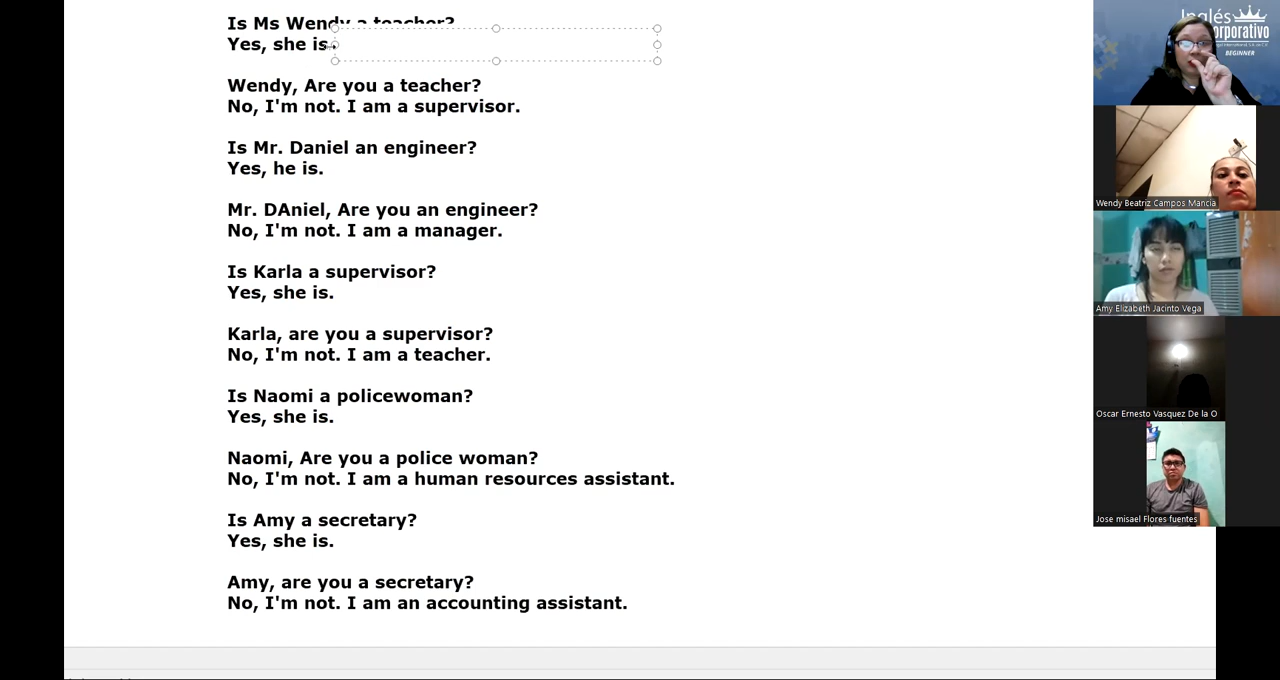 Is Ms Wendy a teacher?
Yes, she is.
Wendy, Are you a teacher?
No, I'm not. I am a supervisor.
Is Mr. Daniel an engineer?
Yes, he is.
Mr. DAniel, Are you an engineer?
No, I'm not. I am a manager.
Is Karla a supervisor?
Yes, she is.
Karla, are you a supervisor?
No, I'm not. I am a teacher.
Is Naomi a policewoman?
Yes, she is.
Naomi, Are you a police woman?
No, I'm not. I am a human resources assistant.
Is Amy a secretary?
Yes, she is.
Amy, are you a secretary?
No, I'm not. I am an accounting assistant.
Inglés
orporativo
BEGINNER
Wendy Beatriz Campos Mancia
Amy Elizabeth Jacinto Vega
Oscar Ernesto Vasquez De la O
Jose misael Flores fuentes